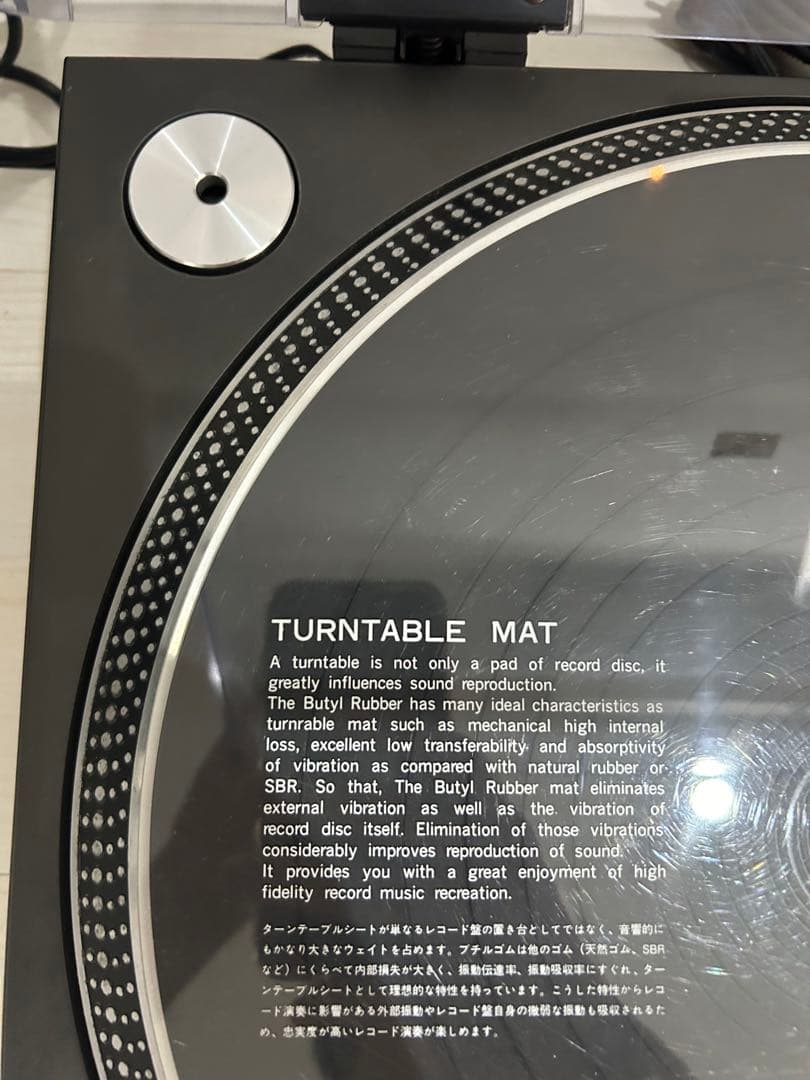 TURNTABLE MAT
A turntable is not only a pad of record disc, it
greatly influences sound reproduction.
The Butyl Rubber has many ideal characteristics as
turnrable mat such as mechanical high internal
loss, excellent low transferability, and absorptivity
of vibration as compared with natural rubber or
SBR. So that, The Butyl Rubber mat eliminates
external vibration as well as the vibration of
record disc itself. Elimination of those vibrations
considerably improves reproduction of sound.
It provides you with a great enjoyment of high
fidelity record music recreation.
ターンテーブルシートが単なるレコード盤の置き台としてではなく、音響的に
もかなり大きなウェイトを占めます。ブチルゴムは他のゴム（天然ゴム、SBR
など）にくらべて内部損失が大きく、振動伝達率、振動吸収率にすぐれ、ター
ンテーブルシートとして理想的な特性を持っています。こうした特性からレコ
ード演奏に影響がある外部振動やレコード盤自身の微弱な振動も吸収されるた
め、忠実度が高いレコード演奏が楽しめます。